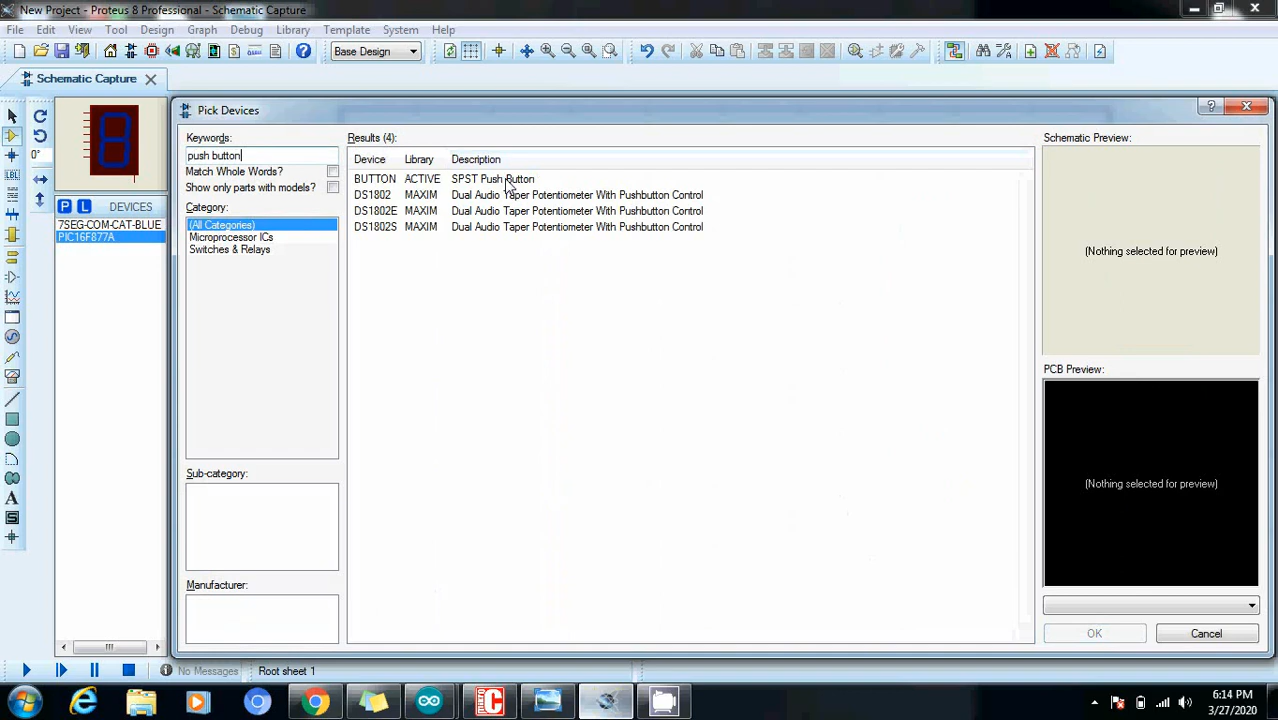 New Project - Proteus 8 Professional - Schematic Capture
File Edit View Tool Design Graph Debug Library Template System Help
Base Design
Schematic Capture
Pick Devices
Keywords:
push button
Match Whole Words?
Show only parts with models?
Category:
(All Categories)
Microprocessor ICs
Switches & Relays
Sub-category:
Manufacturer:
Results (4):
Device Library Description
BUTTON ACTIVE SPST Push Button
DS1802 MAXIM Dual Audio Taper Potentiometer With Pushbutton Control
DS1802E MAXIM Dual Audio Taper Potentiometer With Pushbutton Control
DS1802S MAXIM Dual Audio Taper Potentiometer With Pushbutton Control
Schematic Preview:
(Nothing selected for preview)
PCB Preview:
(Nothing selected for preview)
OK Cancel
0°
P L DEVICES
7SEG-COM-CAT-BLUE
PIC16F877A
LBL
No Messages Root sheet 1
6:14 PM
3/27/2020